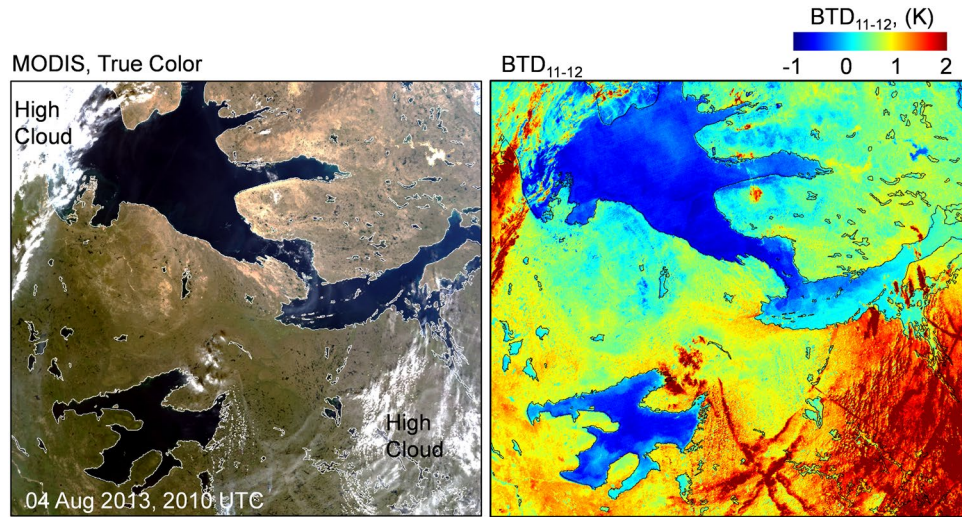 BTD11-12, (K)
-1 0 1 2
MODIS, True Color
BTD11-12
High
Cloud
High
Cloud
04 Aug 2013, 2010 UTC